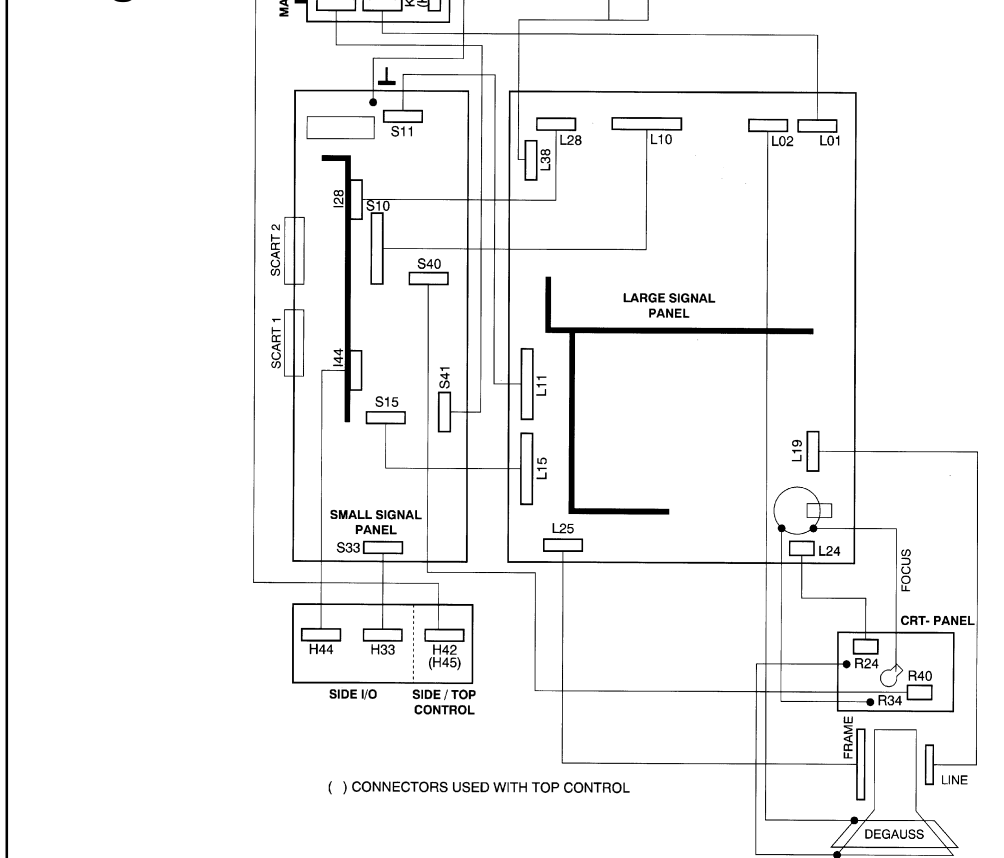 MA
S11
L28
L10
L02
L01
L38
I28
S10
SCART 2
S40
LARGE SIGNAL
PANEL
SCART 1
I44
S41
L11
S15
L19
L15
SMALL SIGNAL
PANEL
S33
L25
L24
FOCUS
CRT- PANEL
H44
H33
H42
(H45)
R24
R40
R34
SIDE I/O
SIDE / TOP
CONTROL
FRAME
LINE
( ) CONNECTORS USED WITH TOP CONTROL
DEGAUSS